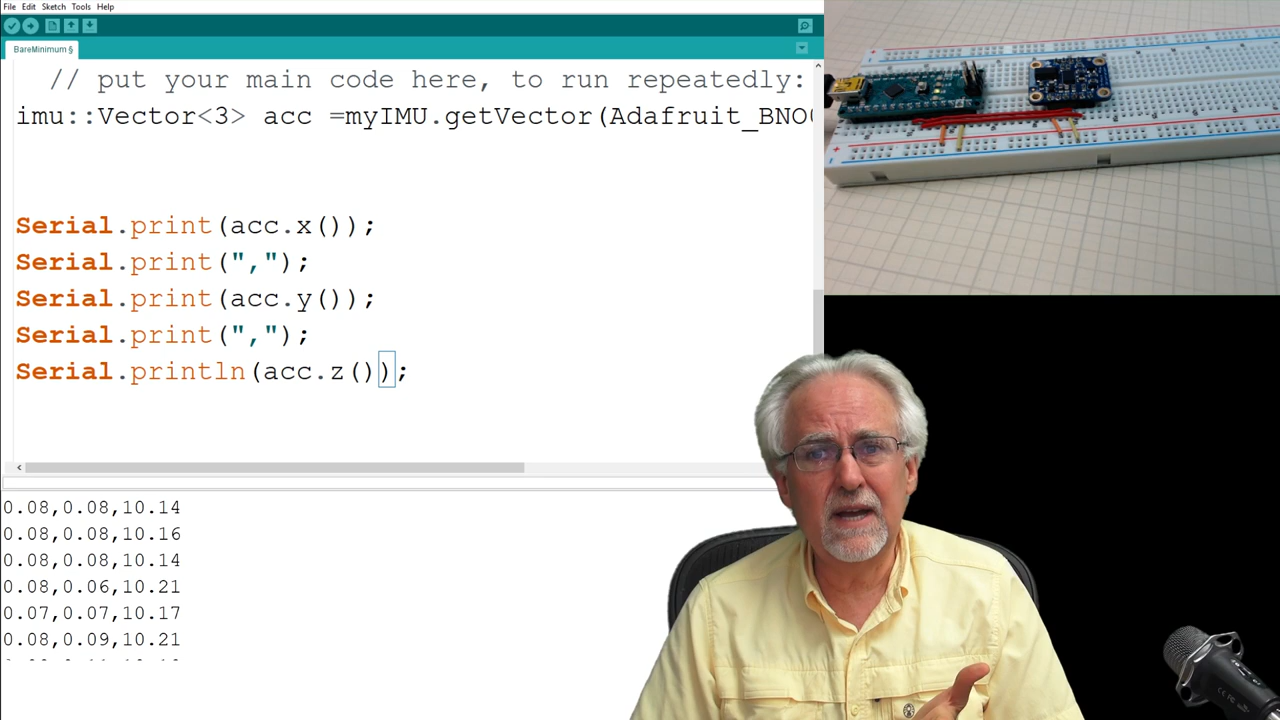 File Edit Sketch Tools Help
BareMinimum §
// put your main code here, to run repeatedly:
imu::Vector<3> acc =myIMU.getVector(Adafruit_BNO
Serial.print(acc.x());
Serial.print(",");
Serial.print(acc.y());
Serial.print(",");
Serial.println(acc.z());
0.08,0.08,10.14
0.08,0.08,10.16
0.08,0.08,10.14
0.08,0.06,10.21
0.07,0.07,10.17
0.08,0.09,10.21